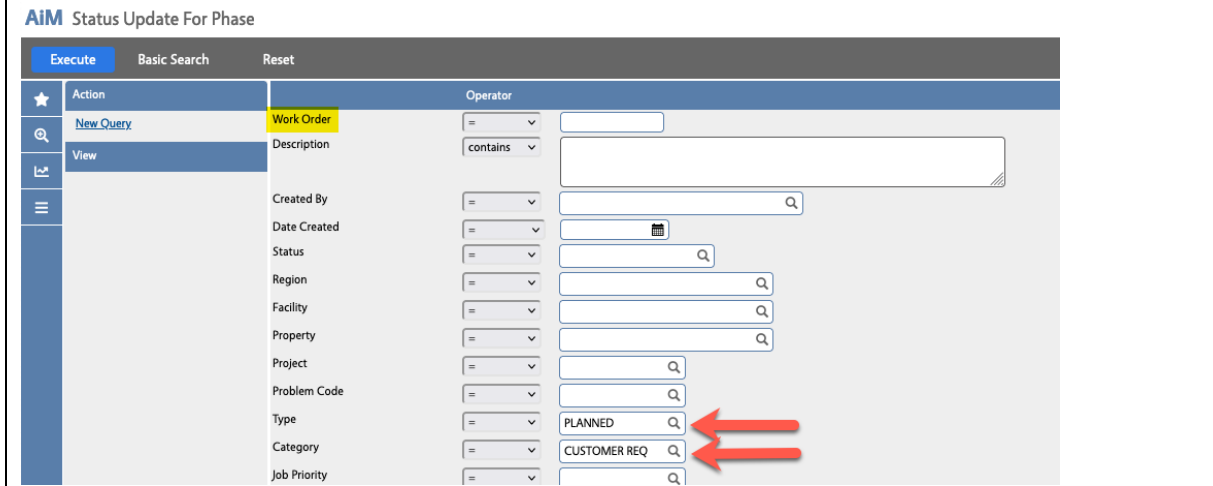 AiM Status Update For Phase
Execute Basic Search Reset
Action Operator
New Query
View
Work Order =
Description contains
Created By =
Date Created =
Status =
Region =
Facility =
Property =
Project =
Problem Code =
Type = PLANNED
Category = CUSTOMER REQ
Job Priority =